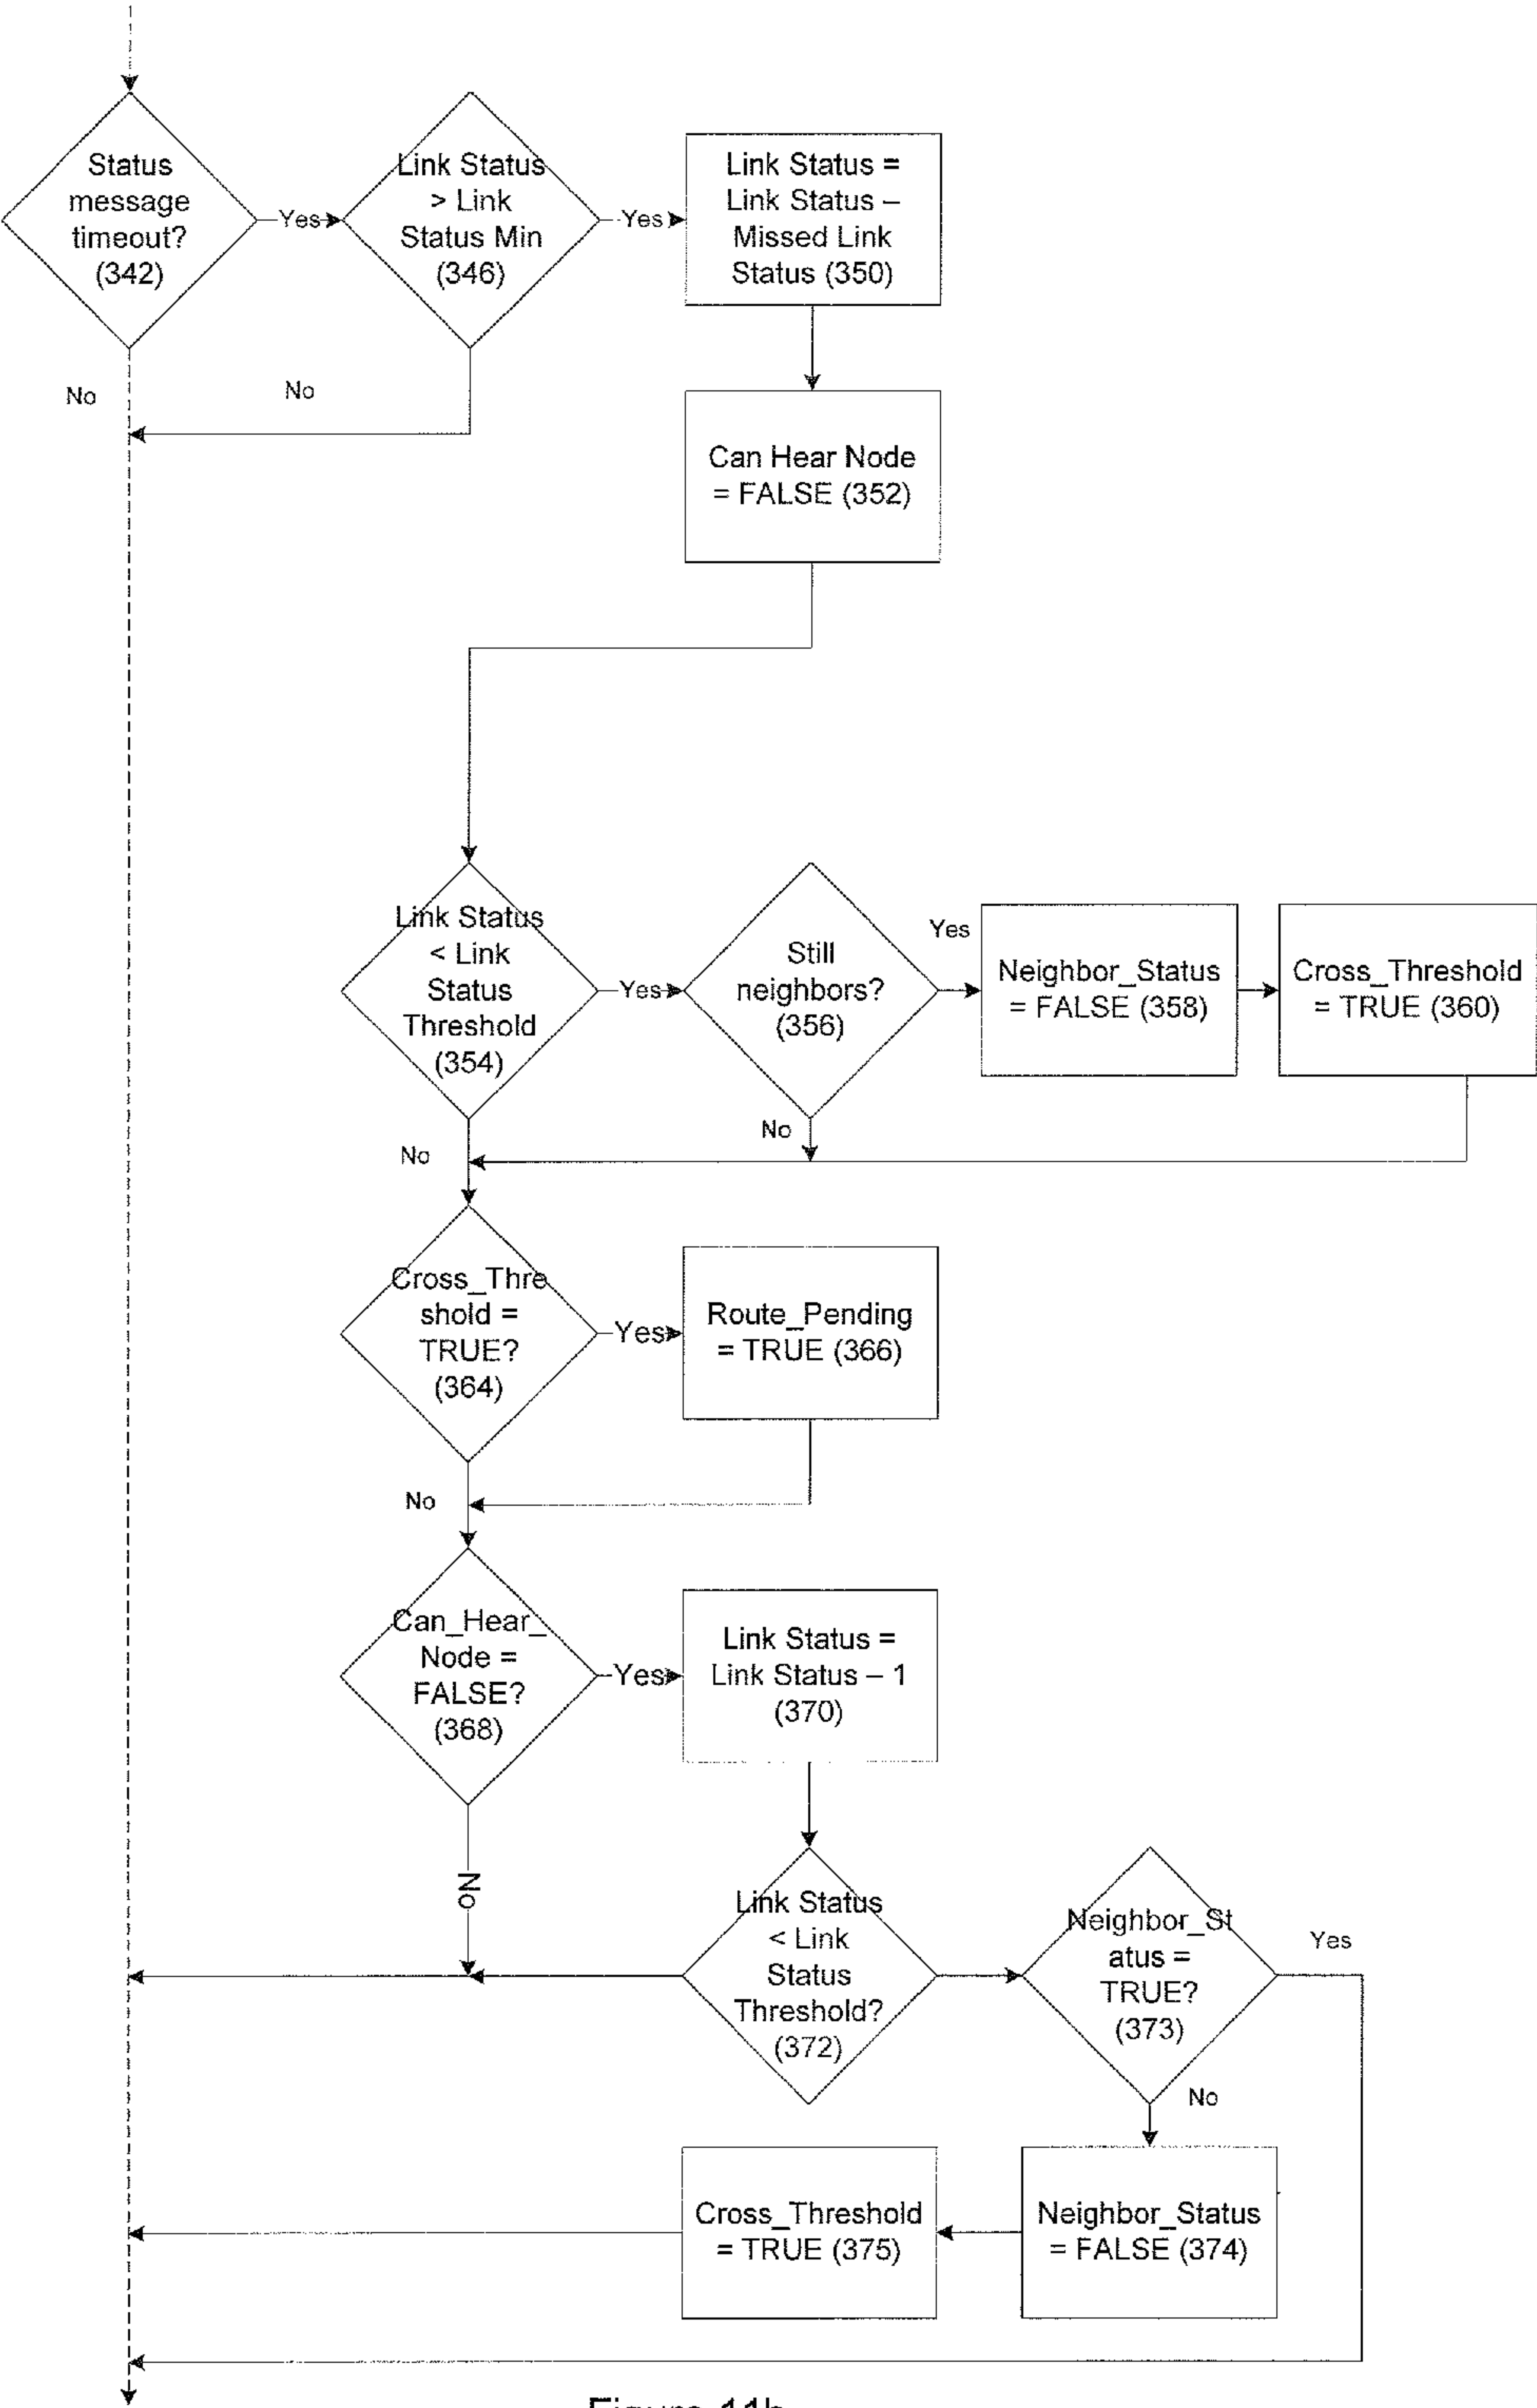 Status
message
timeout?
(342)
Yes
Link Status
> Link
Status Min
(346)
Yes
Link Status =
Link Status –
Missed Link
Status (350)
No
No
Can Hear Node
= FALSE (352)
Link Status
< Link
Status
Threshold
(354)
Yes
Still
neighbors?
(356)
Yes
Neighbor_Status
= FALSE (358)
Cross_Threshold
= TRUE (360)
No
No
Cross_Thre
shold =
TRUE?
(364)
Yes
Route_Pending
= TRUE (366)
No
Can_Hear_
Node =
FALSE?
(368)
Yes
Link Status =
Link Status – 1
(370)
No
Link Status
< Link
Status
Threshold?
(372)
Neighbor_St
atus =
TRUE?
(373)
Yes
No
Cross_Threshold
= TRUE (375)
Neighbor_Status
= FALSE (374)
Figure 11b